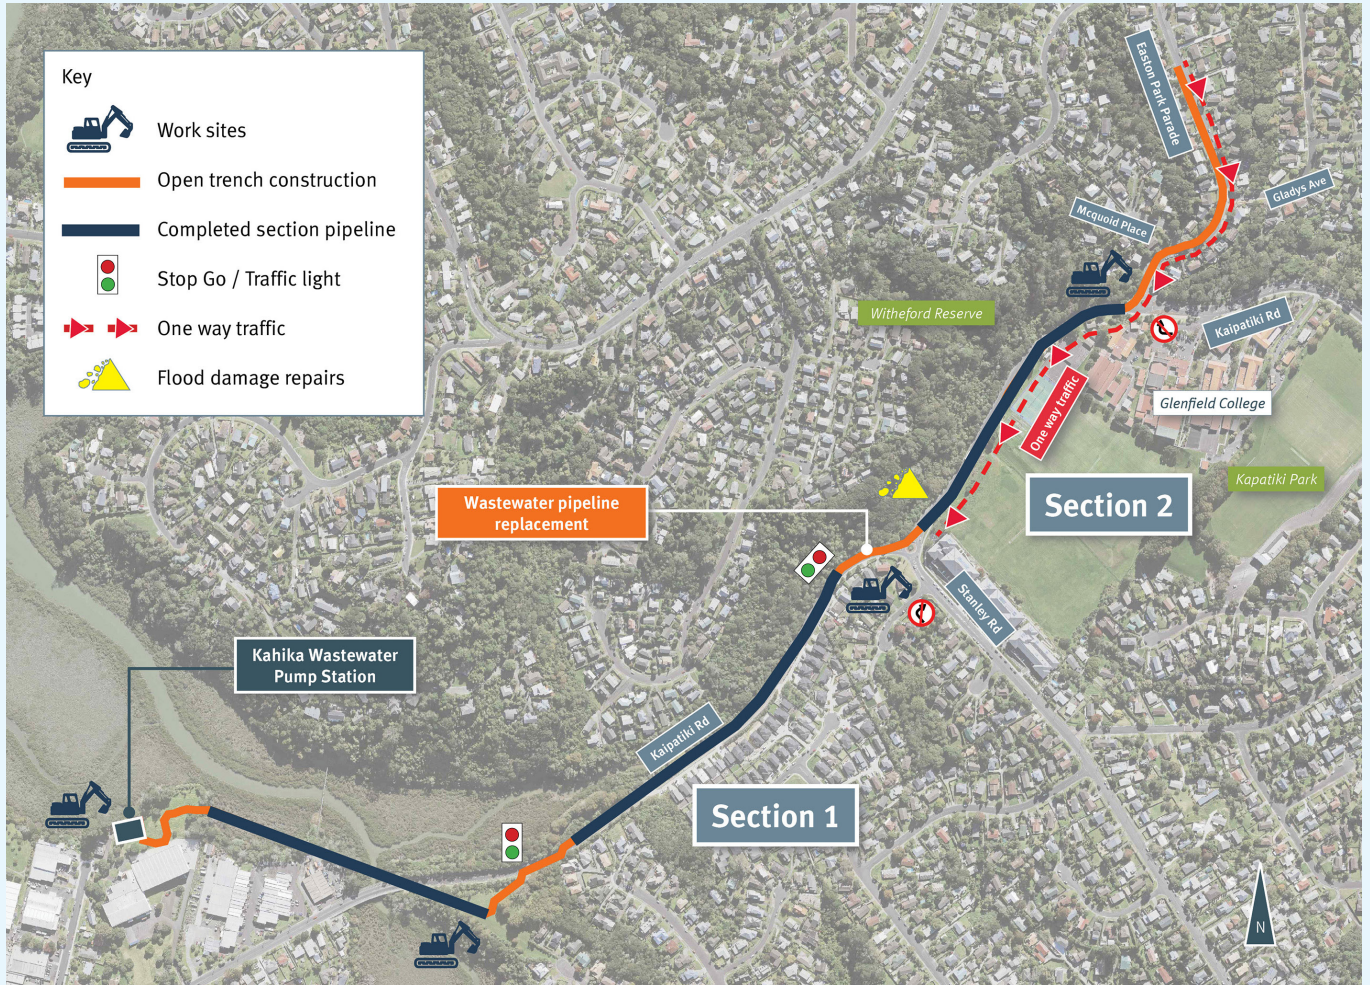 Key
Work sites
Open trench construction
Completed section pipeline
Stop Go / Traffic light
One way traffic
Flood damage repairs
Easton Park Parade
Gladys Ave
Mcquoid Place
Witheford Reserve
Kaipatiki Rd
Glenfield College
One way traffic
Kapatiki Park
Section 2
Wastewater pipeline
replacement
Stanley Rd
Kahika Wastewater
Pump Station
Kaipatiki Rd
Section 1
N